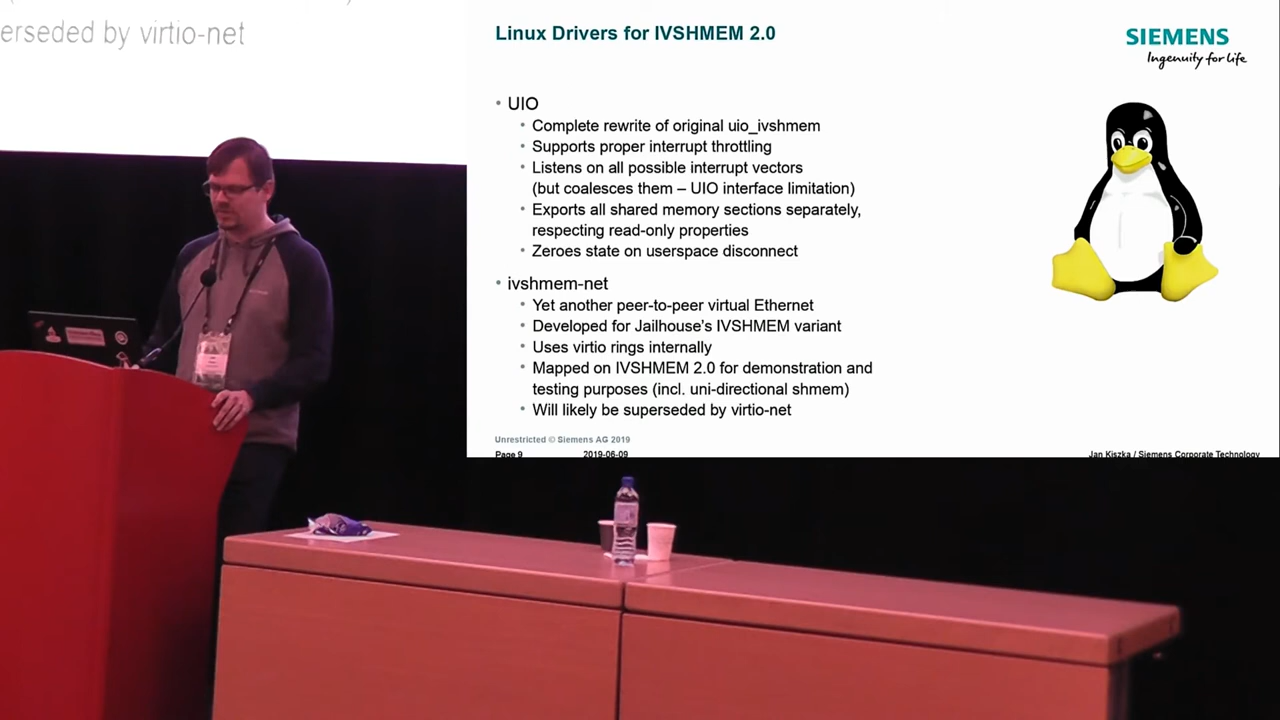 erseded by virtio-net
Linux Drivers for IVSHMEM 2.0
SIEMENS
Ingenuity for life
• UIO
• Complete rewrite of original uio_ivshmem
• Supports proper interrupt throttling
• Listens on all possible interrupt vectors
(but coalesces them – UIO interface limitation)
• Exports all shared memory sections separately,
respecting read-only properties
• Zeroes state on userspace disconnect
• ivshmem-net
• Yet another peer-to-peer virtual Ethernet
• Developed for Jailhouse's IVSHMEM variant
• Uses virtio rings internally
• Mapped on IVSHMEM 2.0 for demonstration and
testing purposes (incl. uni-directional shmem)
• Will likely be superseded by virtio-net
Unrestricted © Siemens AG 2019
Page 9 2019-06-09 Jan Kiszka / Siemens Corporate Technology